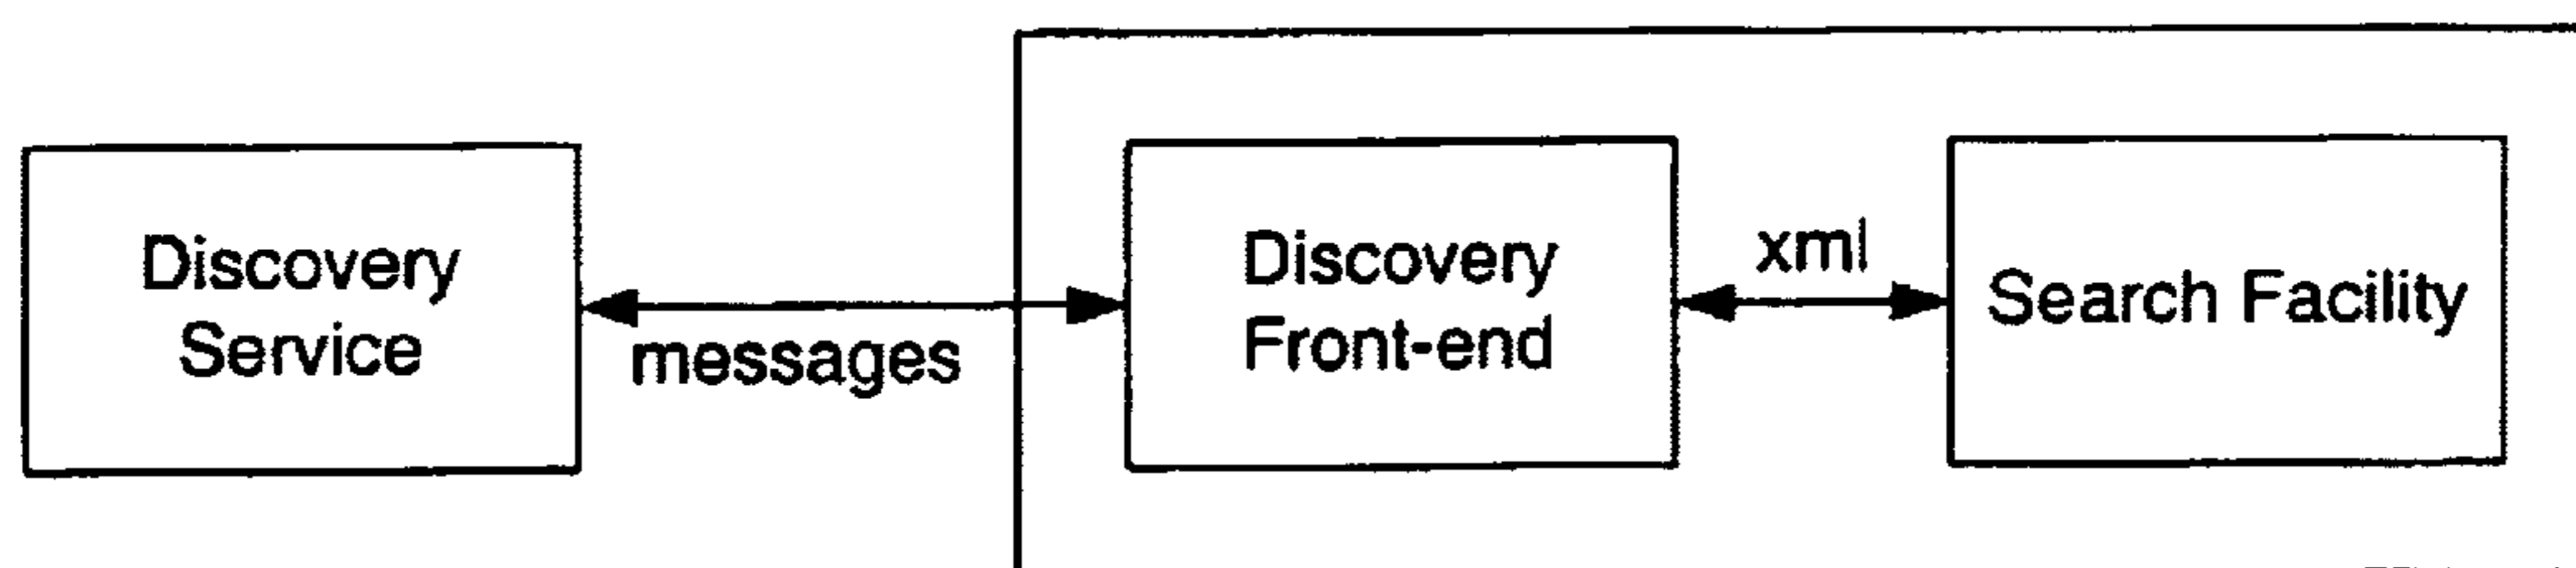 Discovery
Service
messages
Discovery
Front-end
xml
Search Facility